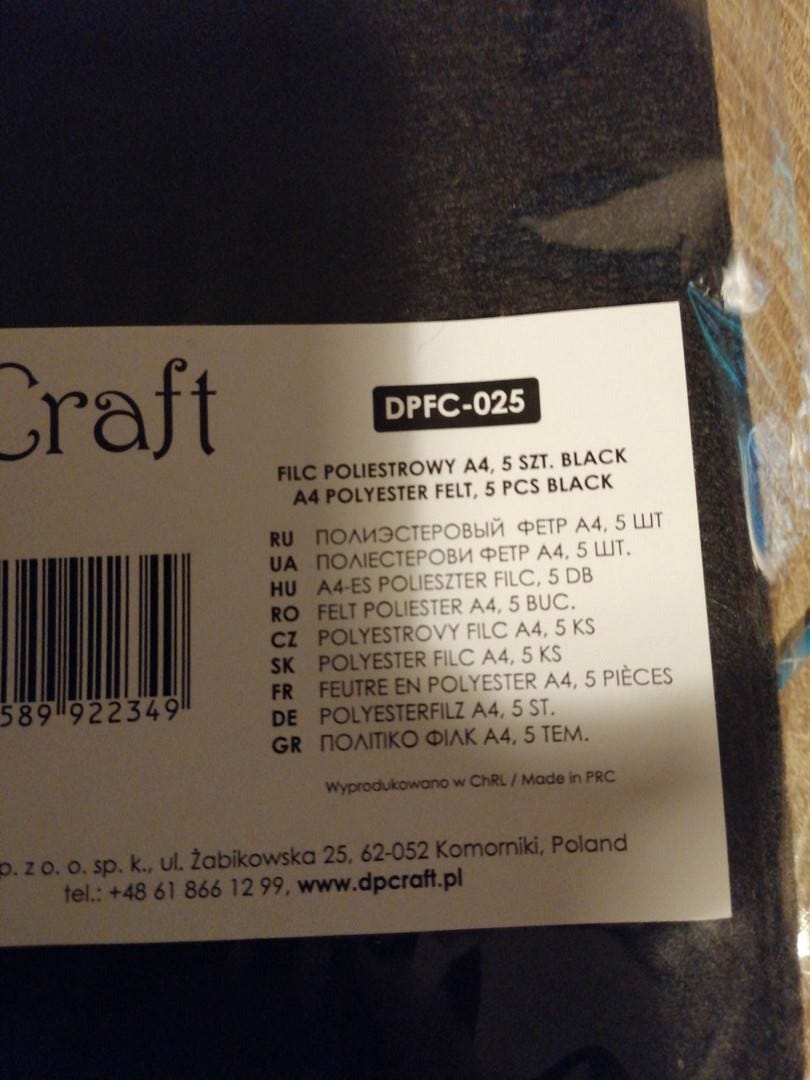 Craft
DPFC-025
FILC POLIESTROWY A4, 5 SZT. BLACK
A4 POLYESTER FELT, 5 PCS BLACK
RU ПОЛИЭСТЕРОВЫЙ ФЕТР А4, 5 ШТ
UA ПОЛІЕСТЕРОВИ ФЕТР А4, 5 ШТ.
HU A4-ES POLIESZTER FILC, 5 DB
RO FELT POLIESTER A4, 5 BUC.
CZ POLYESTROVY FILC A4, 5 KS
SK POLYESTER FILC A4, 5 KS
FR FEUTRE EN POLYESTER A4, 5 PIÈCES
DE POLYESTERFILZ A4, 5 ST.
GR ΠΟΛΙΤΙΚΟ ΦΙΛΚ Α4, 5 ΤΕΜ.
589 922349
Wyprodukowano w ChRL / Made in PRC
p. z o. o. sp. k., ul. Żabikowska 25, 62-052 Komorniki, Poland
tel.: +48 61 866 12 99, www.dpcraft.pl